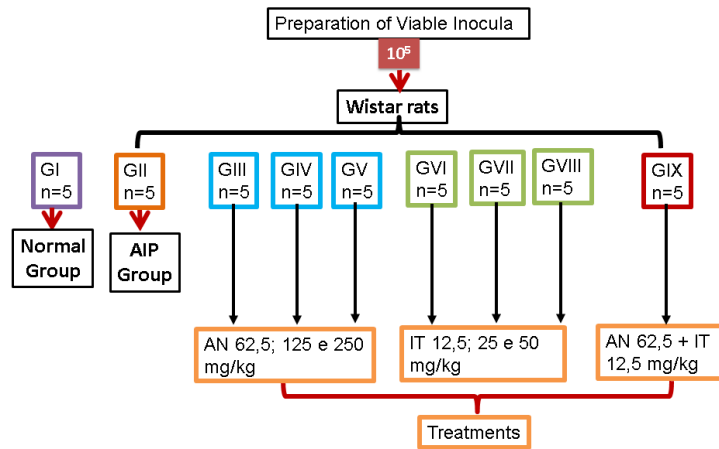 Preparation of Viable Inocula
10⁵
Wistar rats
GI
n=5
GII
n=5
GIII
n=5
GIV
n=5
GV
n=5
GVI
n=5
GVII
n=5
GVIII
n=5
GIX
n=5
Normal
Group
AIP
Group
AN 62,5; 125 e 250
mg/kg
IT 12,5; 25 e 50
mg/kg
AN 62,5 + IT
12,5 mg/kg
Treatments